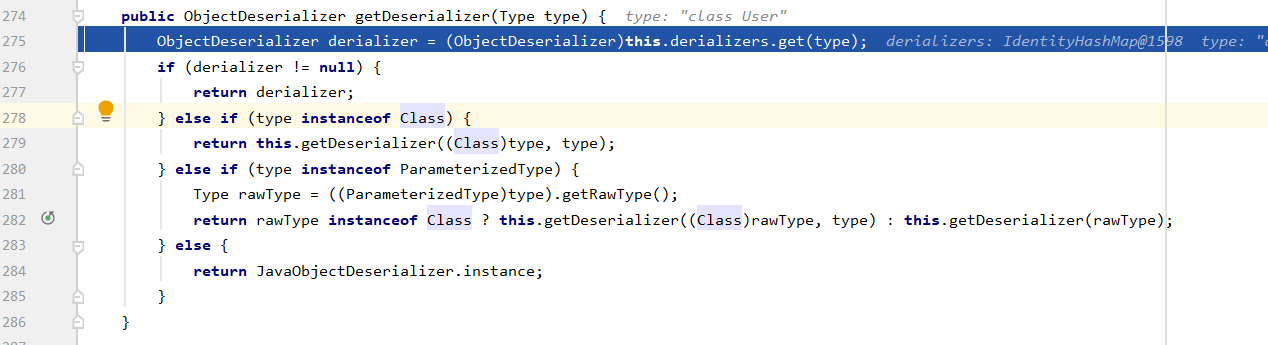 274 public ObjectDeserializer getDeserializer(Type type) { type: "class User"
275 ObjectDeserializer derializer = (ObjectDeserializer)this.derializers.get(type); derializers: IdentityHashMap@1598 type: "c
276 if (derializer != null) {
277 return derializer;
278 } else if (type instanceof Class) {
279 return this.getDeserializer((Class)type, type);
280 } else if (type instanceof ParameterizedType) {
281 Type rawType = ((ParameterizedType)type).getRawType();
282 return rawType instanceof Class ? this.getDeserializer((Class)rawType, type) : this.getDeserializer(rawType);
283 } else {
284 return JavaObjectDeserializer.instance;
285 }
286 }